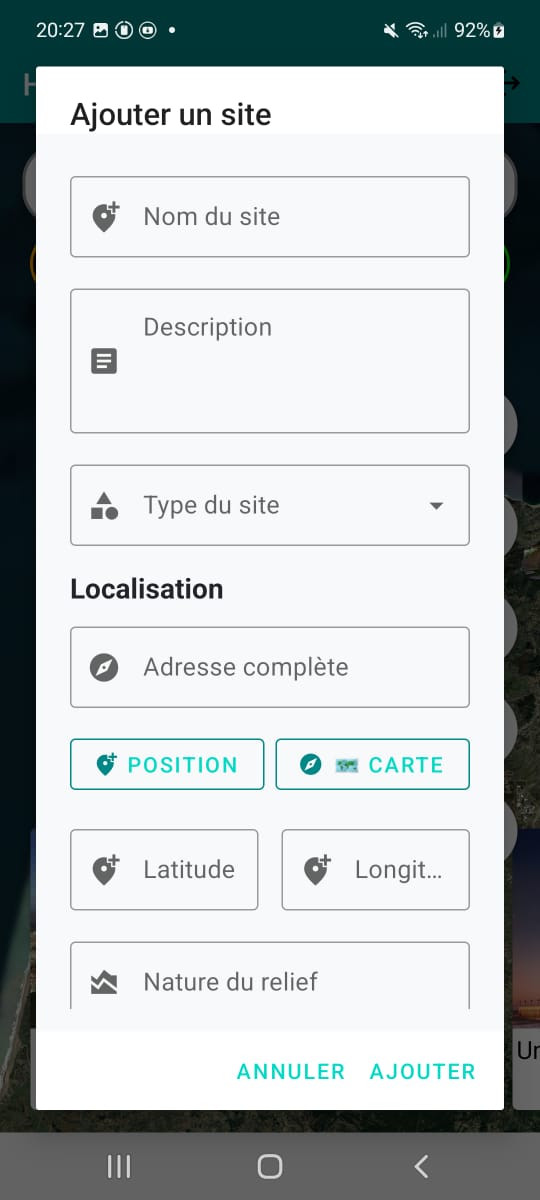 20:27
92%
Ajouter un site
Nom du site
Description
Type du site
Localisation
Adresse complète
POSITION
CARTE
Latitude
Longit...
Nature du relief
Ur
ANNULER
AJOUTER